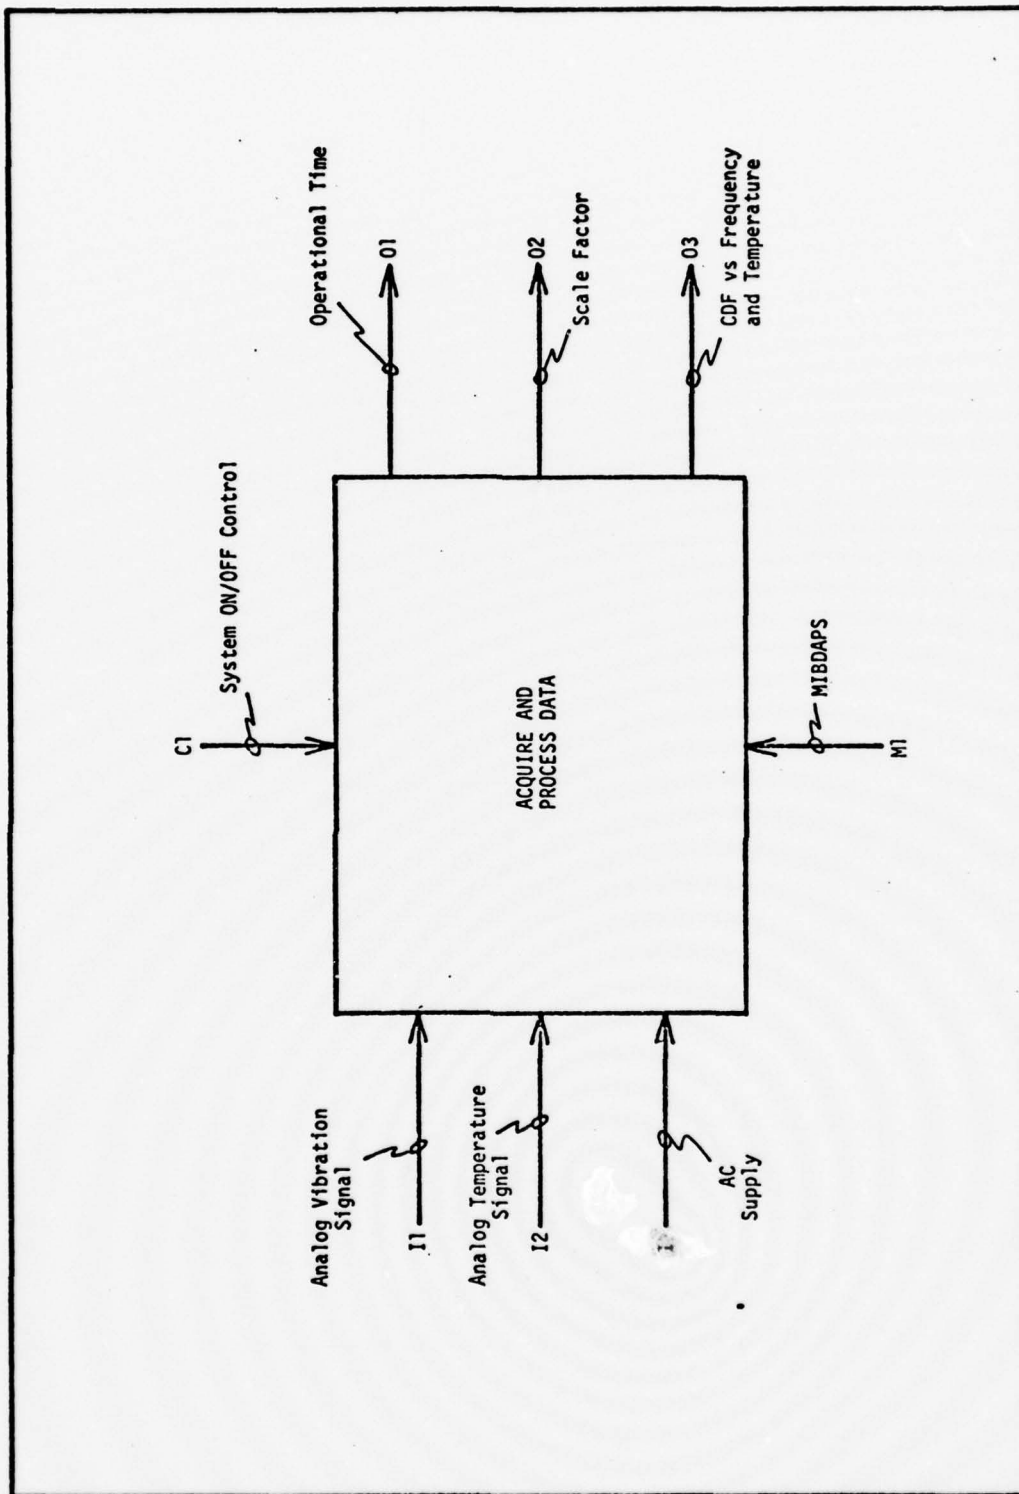 C1
System ON/OFF Control
Analog Vibration
Signal
I1
Analog Temperature
Signal
I2
AC
Supply
ACQUIRE AND
PROCESS DATA
Operational Time
O1
O2
Scale Factor
O3
CDF vs Frequency
and Temperature
MIBDAPS
M1